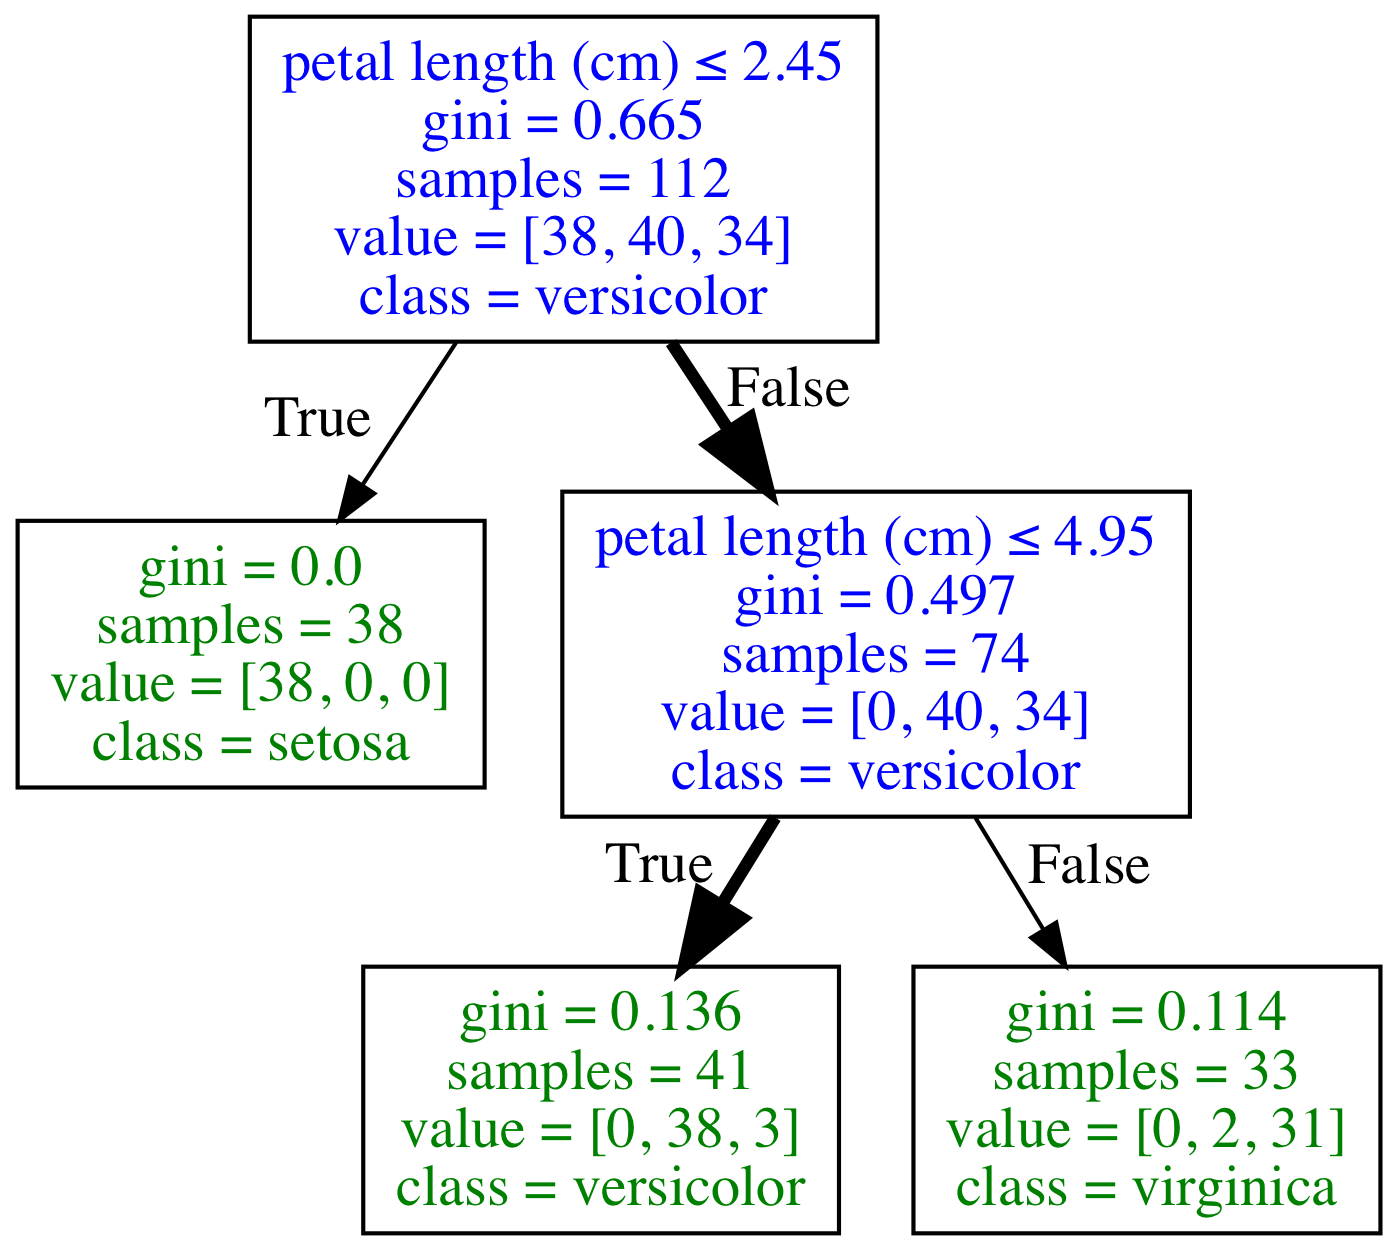 petal length (cm) ≤ 2.45
gini = 0.665
samples = 112
value = [38, 40, 34]
class = versicolor
True
False
gini = 0.0
samples = 38
value = [38, 0, 0]
class = setosa
petal length (cm) ≤ 4.95
gini = 0.497
samples = 74
value = [0, 40, 34]
class = versicolor
True
False
gini = 0.136
samples = 41
value = [0, 38, 3]
class = versicolor
gini = 0.114
samples = 33
value = [0, 2, 31]
class = virginica